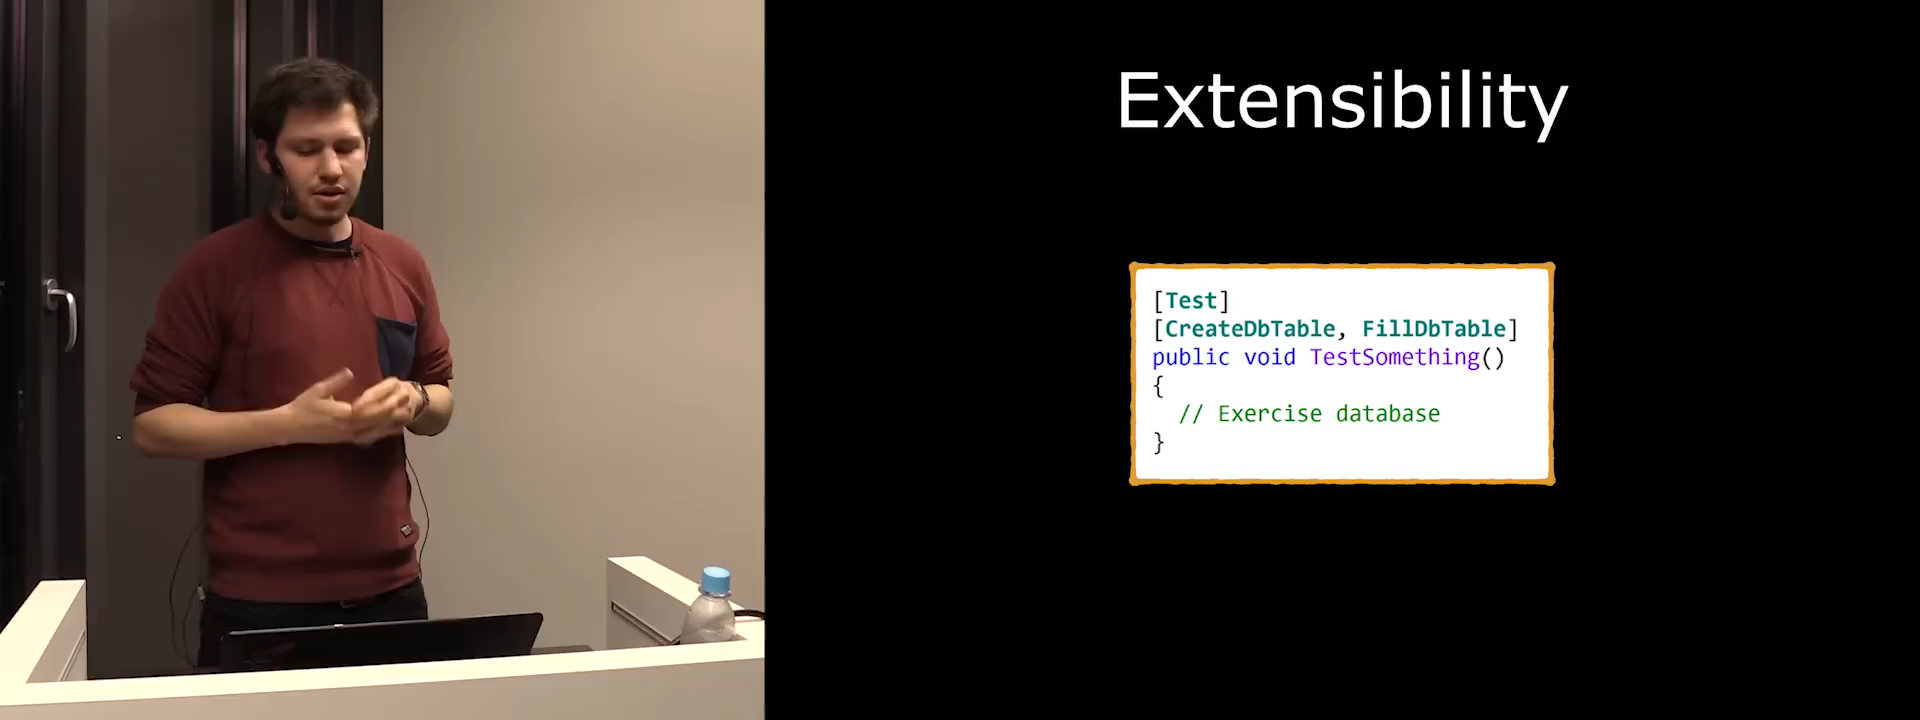 Extensibility
[Test]
[CreateDbTable, FillDbTable]
public void TestSomething()
{
// Exercise database
}